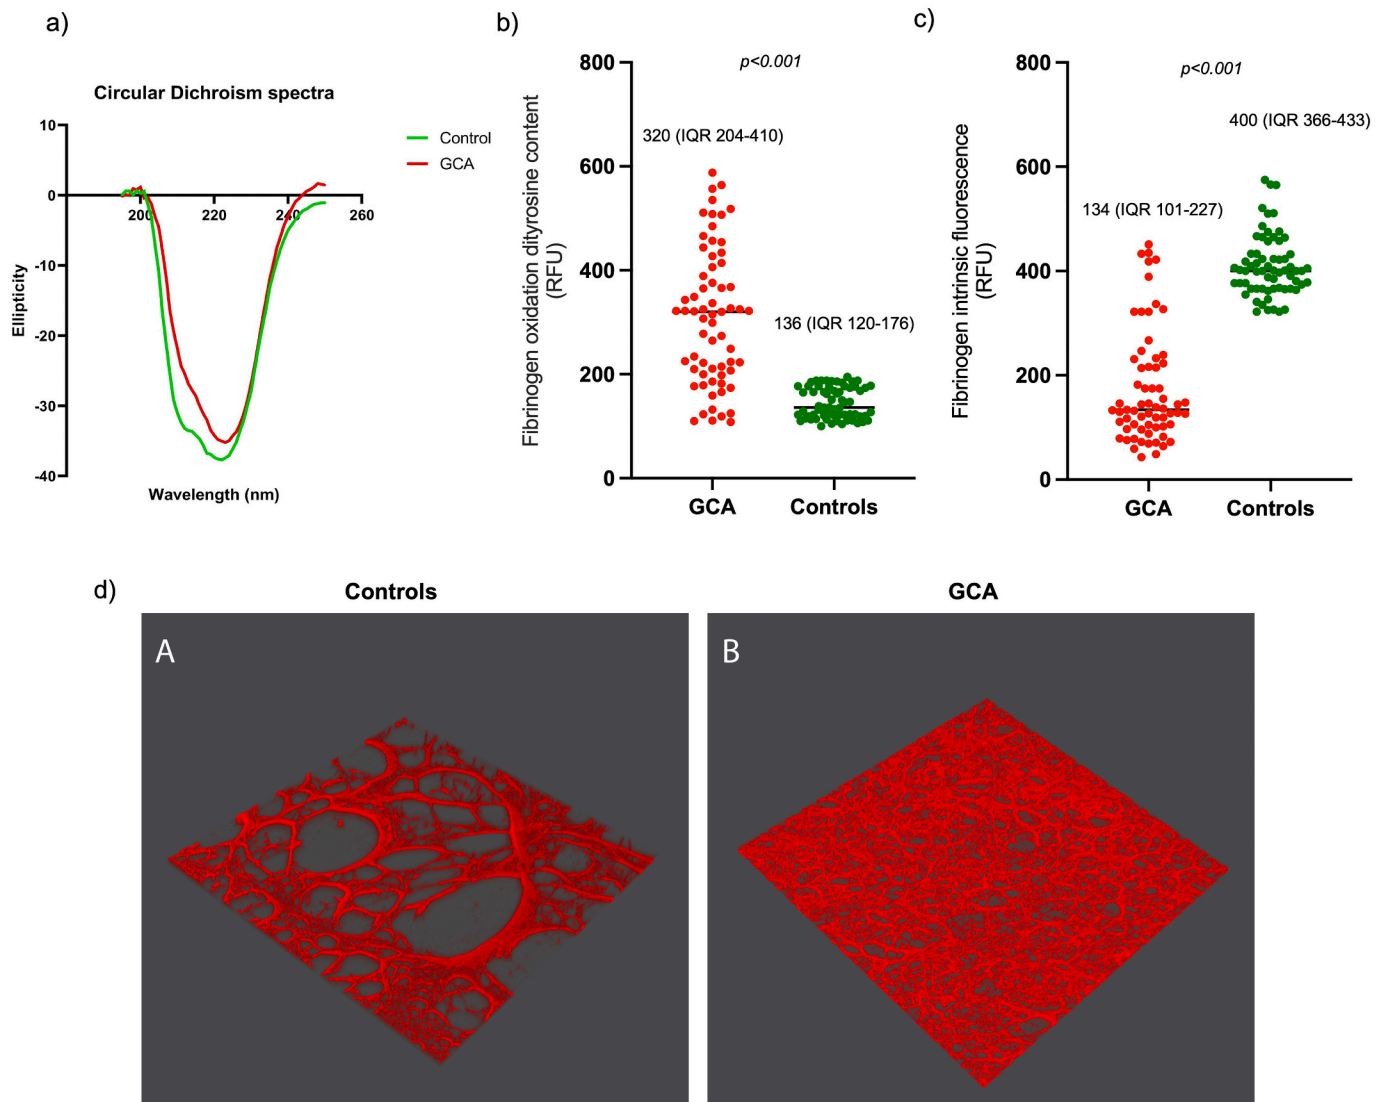 a)
Circular Dichroism spectra
10
0
-10
-20
-30
-40
200
220
240
260
Ellipticity
Wavelength (nm)
Control
GCA
b)
p<0.001
320 (IQR 204-410)
136 (IQR 120-176)
Fibrinogen oxidation dityrosine content
(RFU)
800
600
400
200
0
GCA
Controls
c)
p<0.001
400 (IQR 366-433)
134 (IQR 101-227)
Fibrinogen intrinsic fluorescence
(RFU)
800
600
400
200
0
GCA
Controls
d)
Controls
GCA
A
B